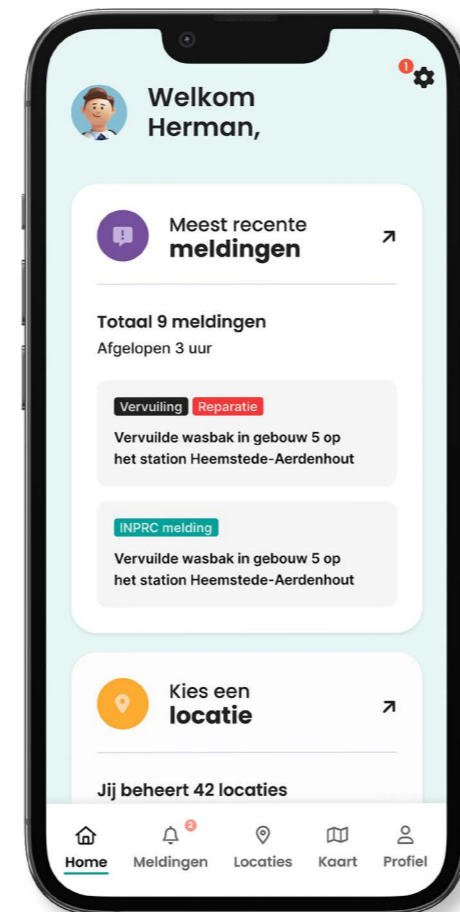 1
Welkom
Herman,
Meest recente
meldingen
Totaal 9 meldingen
Afgelopen 3 uur
Vervuiling Reparatie
Vervuilde wasbak in gebouw 5 op
het station Heemstede-Aerdenhout
INPRC melding
Vervuilde wasbak in gebouw 5 op
het station Heemstede-Aerdenhout
Kies een
locatie
Jij beheert 42 locaties
2
Home Meldingen Locaties Kaart Profiel